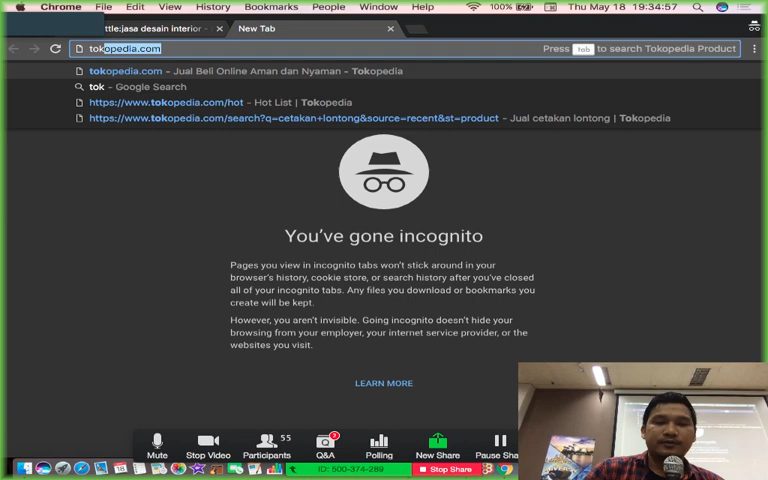 Chrome File Edit View History Bookmarks People Window Help 100% Thu May 18 19:34:57
ttle:jasa desain interior - New Tab
tokopedia.com Press tab to search Tokopedia Product
tokopedia.com - Jual Beli Online Aman dan Nyaman - Tokopedia
tok - Google Search
https://www.tokopedia.com/hot - Hot List | Tokopedia
https://www.tokopedia.com/search?q=cetakan+lontong&source=recent&st=product - Jual cetakan lontong | Tokopedia
You've gone incognito
Pages you view in incognito tabs won't stick around in your
browser's history, cookie store, or search history after you've closed
all of your incognito tabs. Any files you download or bookmarks you
create will be kept.
However, you aren't invisible. Going incognito doesn't hide your
browsing from your employer, your internet service provider, or the
websites you visit.
LEARN MORE
55
Mute Stop Video Participants Q&A Polling New Share Pause Sha
ID: 500-374-289 Stop Share